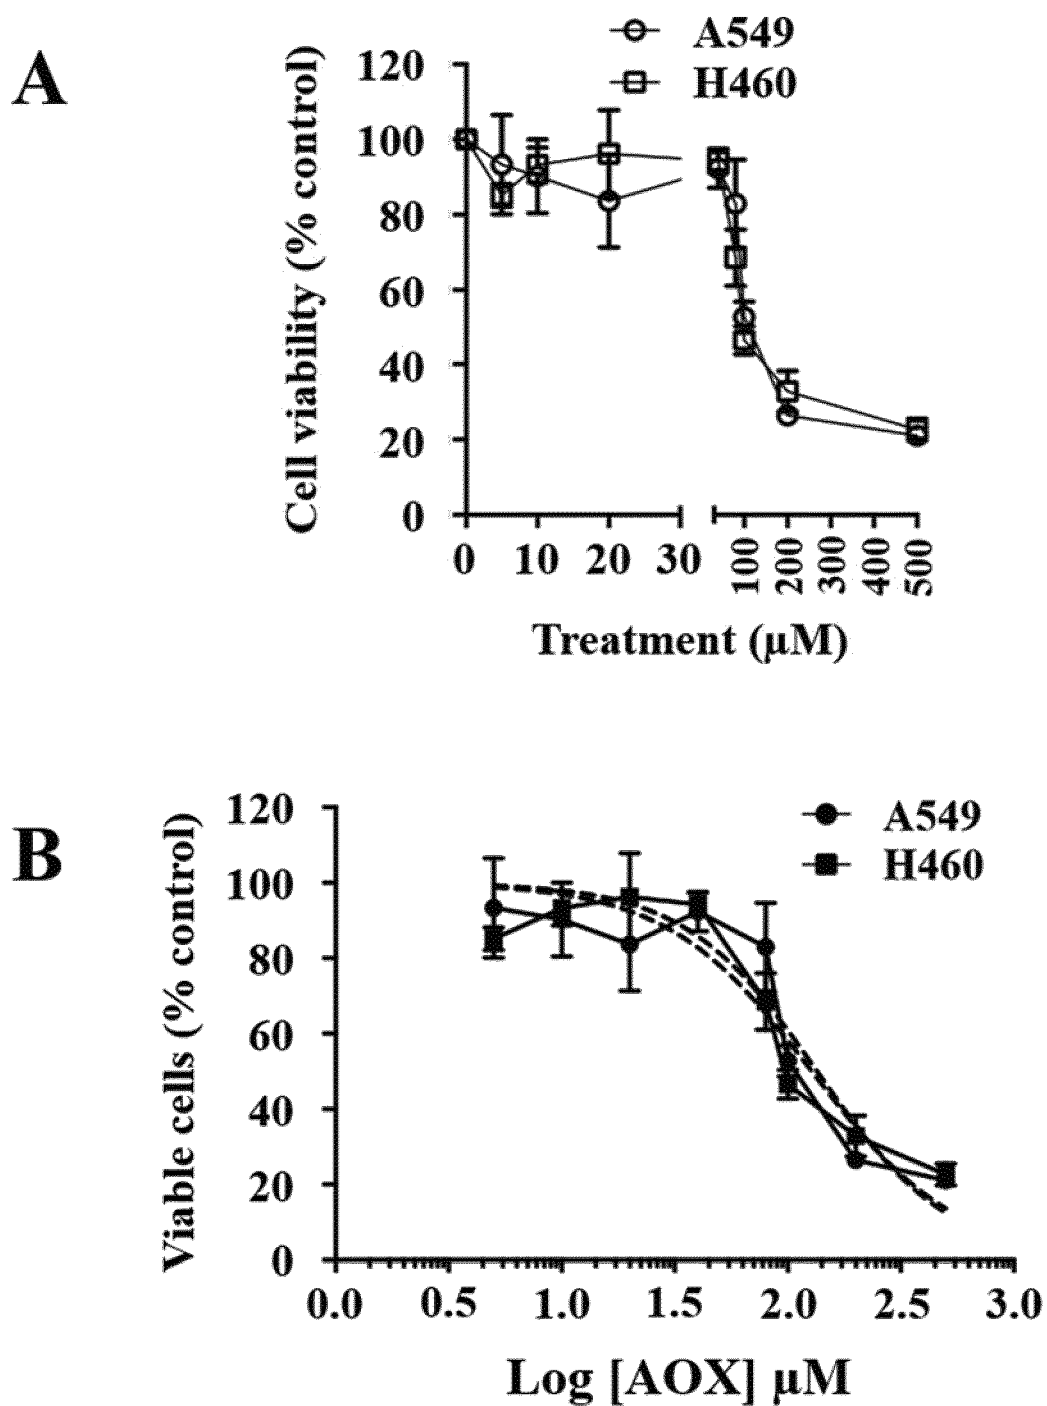 A
A549
H460
120
100
80
60
40
20
0
Cell viability (% control)
0 10 20 30 100 200 300 400 500
Treatment (µM)
B
A549
H460
120
100
80
60
40
20
0
Viable cells (% control)
0.0 0.5 1.0 1.5 2.0 2.5 3.0
Log [AOX] µM